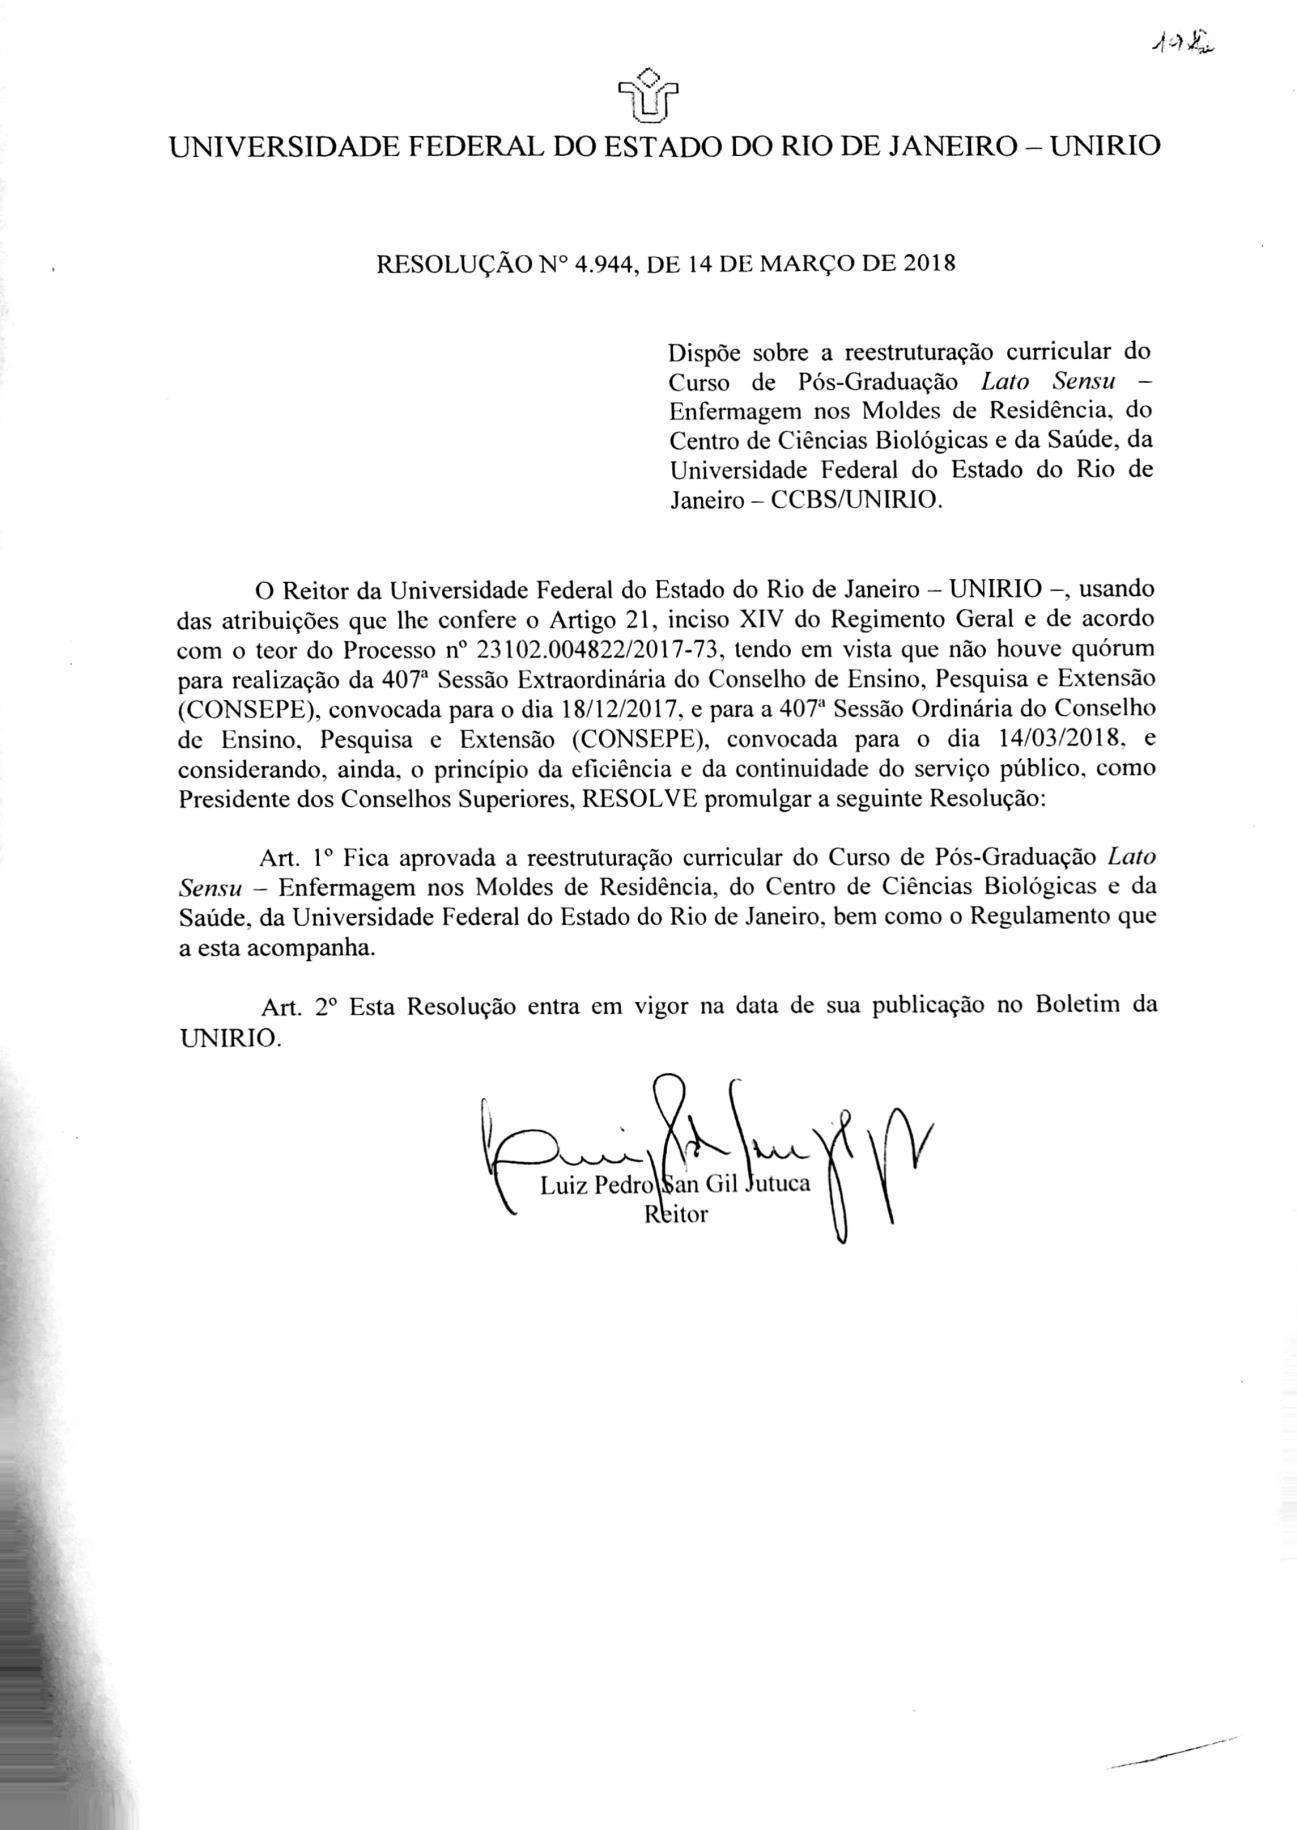 UNIVERSIDADE FEDERAL DO ESTADO DO RIO DE JANEIRO – UNIRIO
RESOLUÇÃO N° 4.944, DE 14 DE MARÇO DE 2018
Dispõe sobre a reestruturação curricular do
Curso de Pós-Graduação Lato Sensu –
Enfermagem nos Moldes de Residência, do
Centro de Ciências Biológicas e da Saúde, da
Universidade Federal do Estado do Rio de
Janeiro – CCBS/UNIRIO.
O Reitor da Universidade Federal do Estado do Rio de Janeiro – UNIRIO –, usando
das atribuições que lhe confere o Artigo 21, inciso XIV do Regimento Geral e de acordo
com o teor do Processo nº 23102.004822/2017-73, tendo em vista que não houve quórum
para realização da 407ª Sessão Extraordinária do Conselho de Ensino, Pesquisa e Extensão
(CONSEPE), convocada para o dia 18/12/2017, e para a 407ª Sessão Ordinária do Conselho
de Ensino, Pesquisa e Extensão (CONSEPE), convocada para o dia 14/03/2018, e
considerando, ainda, o princípio da eficiência e da continuidade do serviço público, como
Presidente dos Conselhos Superiores, RESOLVE promulgar a seguinte Resolução:
Art. 1º Fica aprovada a reestruturação curricular do Curso de Pós-Graduação Lato
Sensu – Enfermagem nos Moldes de Residência, do Centro de Ciências Biológicas e da
Saúde, da Universidade Federal do Estado do Rio de Janeiro, bem como o Regulamento que
a esta acompanha.
Art. 2º Esta Resolução entra em vigor na data de sua publicação no Boletim da
UNIRIO.
Luiz Pedro San Gil Jutuca
Reitor